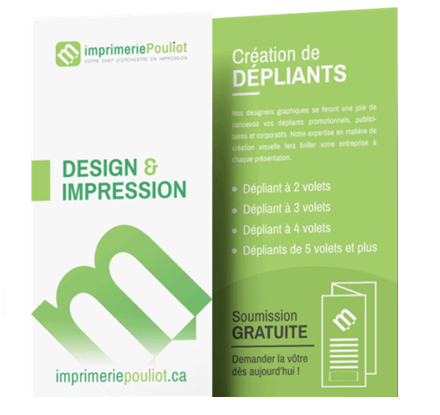 imprimeriePouliot
VOTRE CHEF D'ORCHESTRE EN IMPRESSION
DESIGN &
IMPRESSION
imprimeriepouliot.ca
Création de
DÉPLIANTS
Nos designers graphiques se feront une joie de
concevoir vos dépliants promotionnels, publici-
taires et corporatifs. Notre expertise en matière de
création visuelle fera briller votre entreprise à
chaque présentation.
Dépliant à 2 volets
Dépliant à 3 volets
Dépliant à 4 volets
Dépliants de 5 volets et plus
Soumission
GRATUITE
Demander la vôtre
dès aujourd'hui !